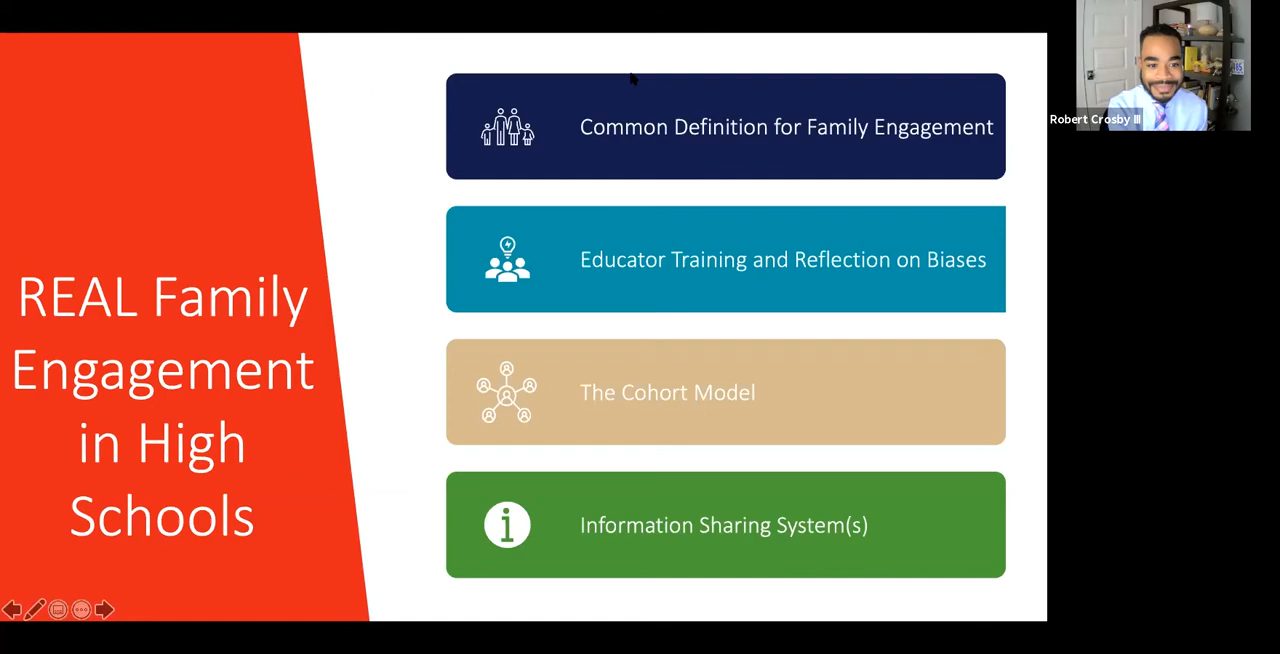 REAL Family
Engagement
in High
Schools
Common Definition for Family Engagement
Educator Training and Reflection on Biases
The Cohort Model
Information Sharing System(s)
Robert Crosby III